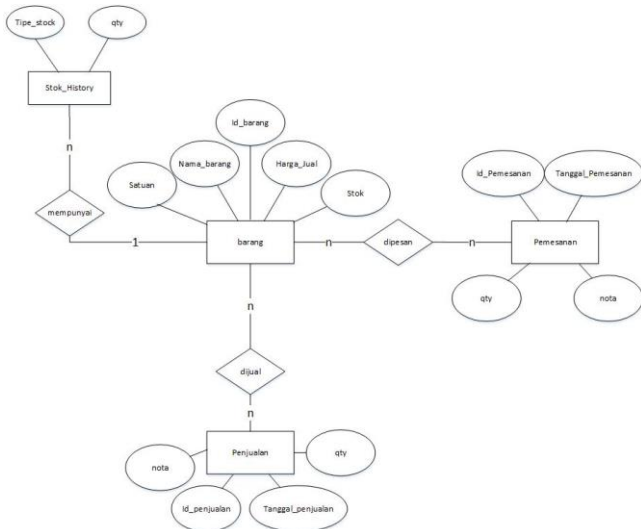 Tipe_stock
qty
Stok_History
n
mempunyai
1
Id_barang
Nama_barang
Harga_Jual
Satuan
Stok
barang
n
dipesan
n
Id_Pemesanan
Tanggal_Pemesanan
Pemesanan
qty
nota
n
dijual
n
Penjualan
nota
qty
Id_penjualan
Tanggal_penjualan